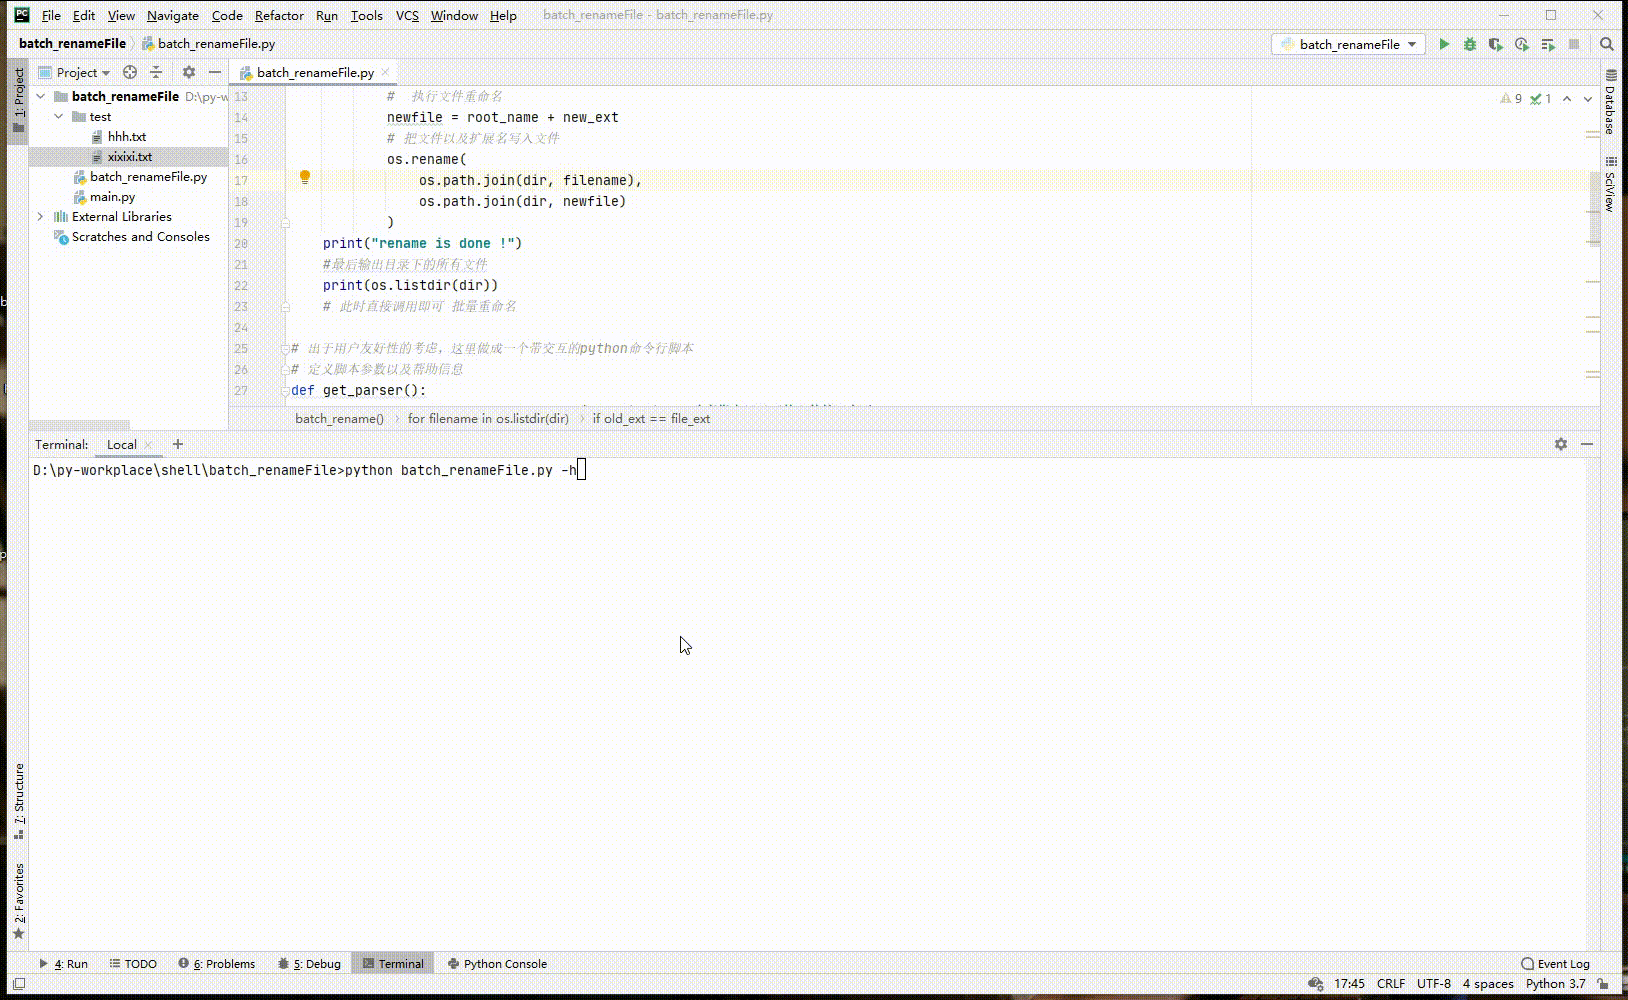 File Edit View Navigate Code Refactor Run Tools VCS Window Help batch_renameFile - batch_renameFile.py
batch_renameFile batch_renameFile.py batch_renameFile
1: Project
Project
batch_renameFile.py
batch_renameFile D:\py-w
test
hhh.txt
xixixi.txt
batch_renameFile.py
main.py
External Libraries
Scratches and Consoles
13 # 执行文件重命名
14 newfile = root_name + new_ext
15 # 把文件以及扩展名写入文件
16 os.rename(
17 os.path.join(dir, filename),
18 os.path.join(dir, newfile)
19 )
20 print("rename is done !")
21 #最后输出目录下的所有文件
22 print(os.listdir(dir))
23 # 此时直接调用即可 批量重命名
24
25 # 出于用户友好性的考虑，这里做成一个带交互的python命令行脚本
26 # 定义脚本参数以及帮助信息
27 def get_parser():
9 1
Database
SciView
batch_rename() for filename in os.listdir(dir) if old_ext == file_ext
Terminal: Local +
D:\py-workplace\shell\batch_renameFile>python batch_renameFile.py -h
7: Structure
2: Favorites
4: Run TODO 6: Problems 5: Debug Terminal Python Console Event Log
17:45 CRLF UTF-8 4 spaces Python 3.7